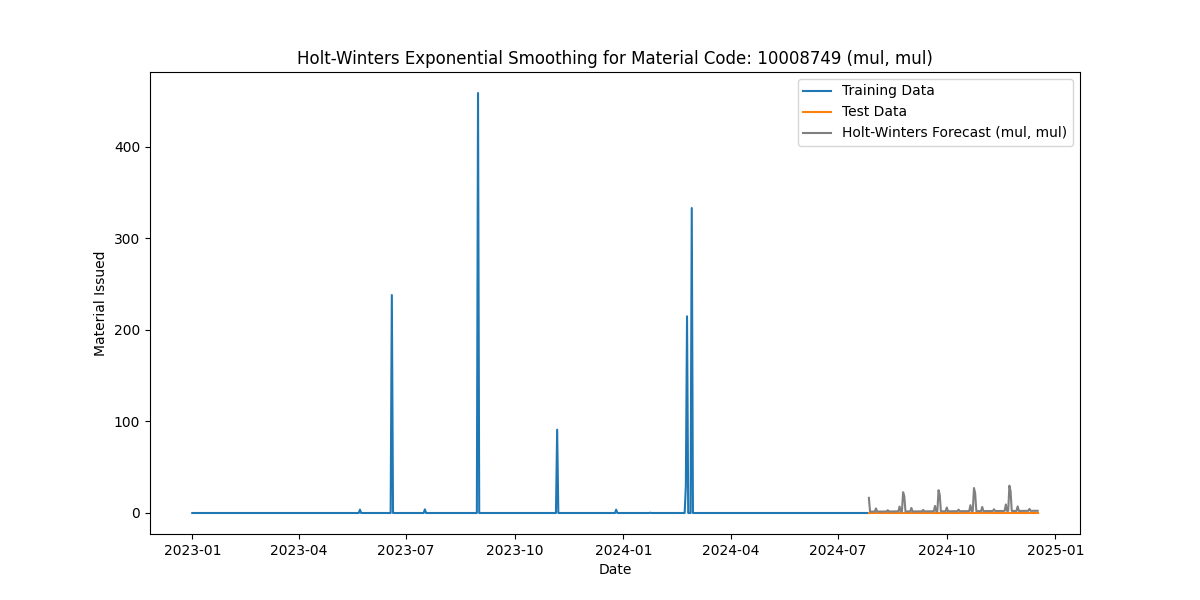 Holt-Winters Exponential Smoothing for Material Code: 10008749 (mul, mul)
Training Data
Test Data
Holt-Winters Forecast (mul, mul)
Material Issued
400
300
200
100
0
2023-01
2023-04
2023-07
2023-10
2024-01
2024-04
2024-07
2024-10
2025-01
Date